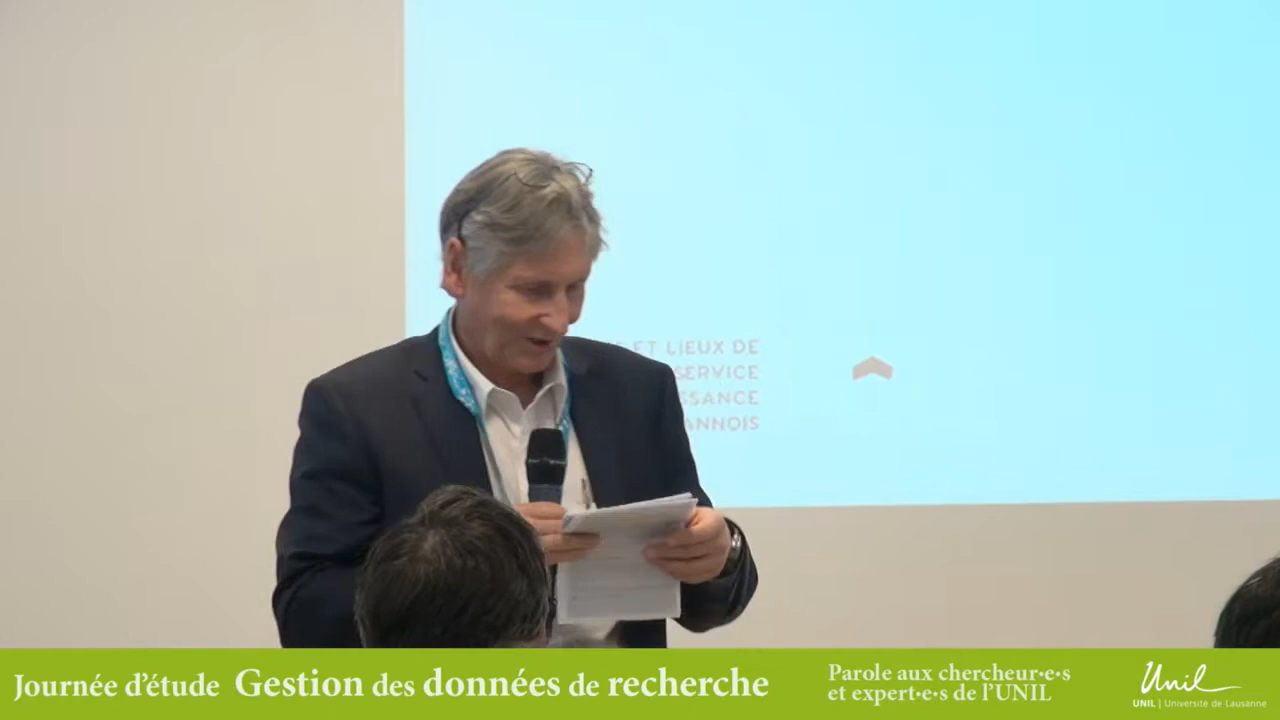 ET LIEUX DE
SERVICE
SSANCE
ANNOIS
Journée d'étude Gestion des données de recherche
Parole aux chercheur•e•s
et expert•e•s de l'UNIL
Unil
UNIL | Université de Lausanne